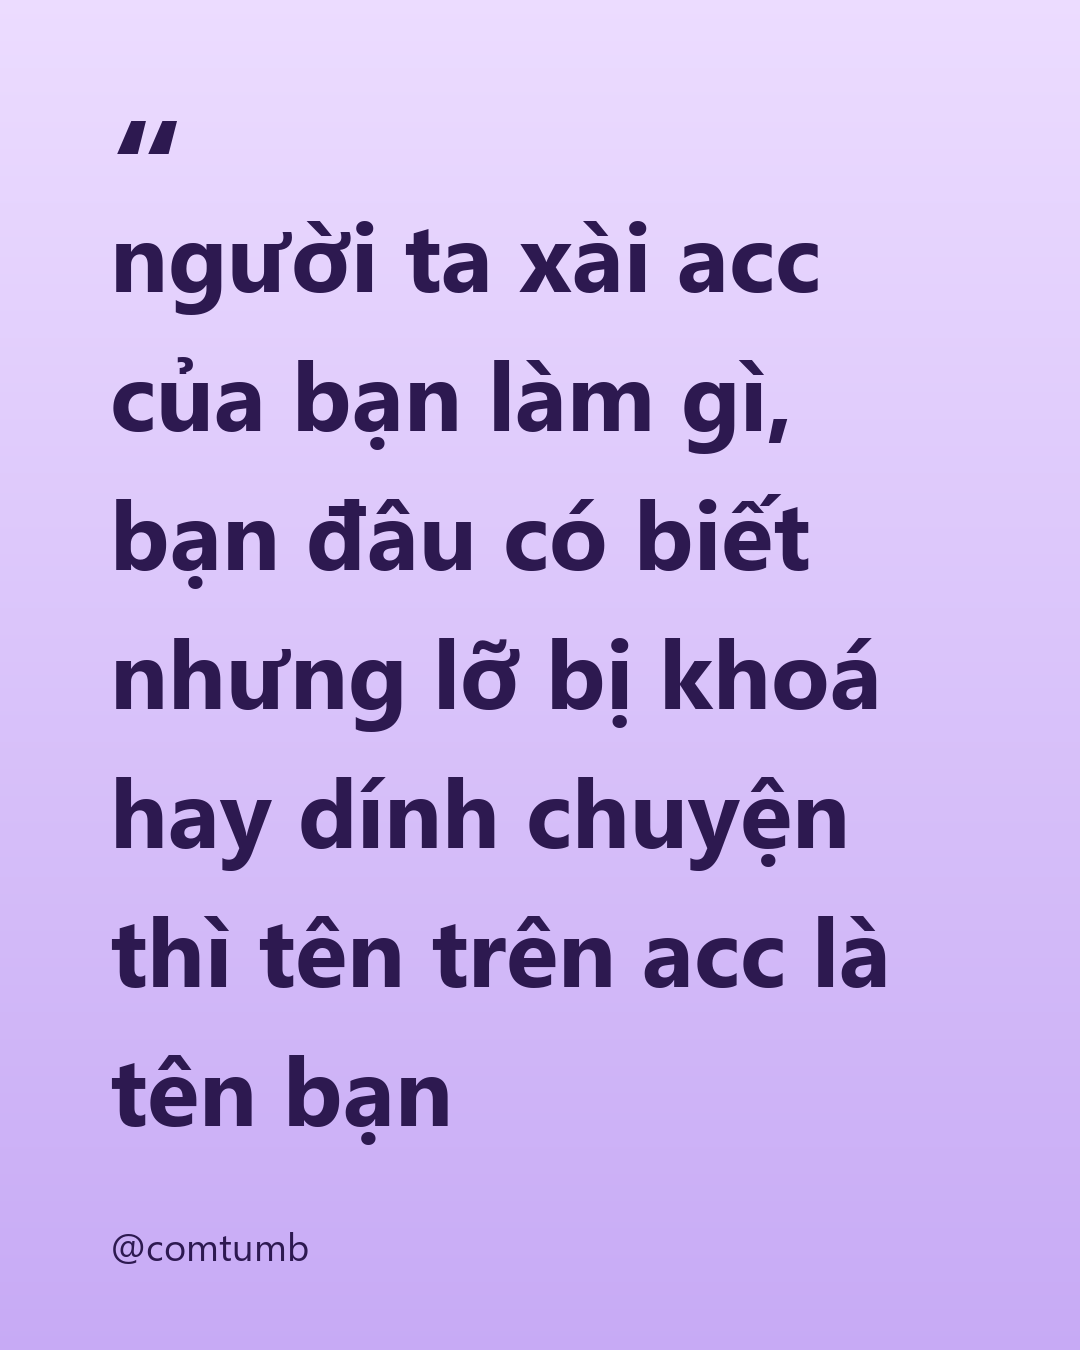 “
người ta xài acc
của bạn làm gì,
bạn đâu có biết
nhưng lỡ bị khoá
hay dính chuyện
thì tên trên acc là
tên bạn
@comtumb